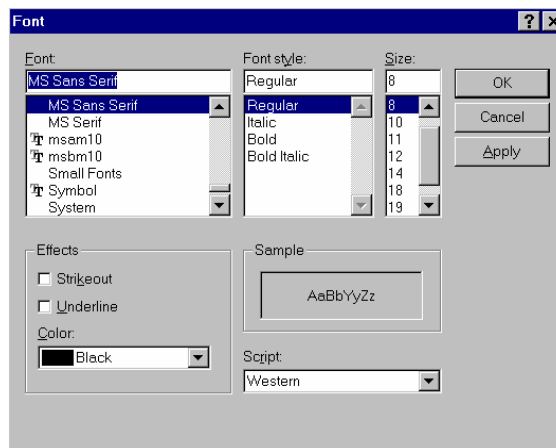 Font
Font:
MS Sans Serif
MS Sans Serif
MS Serif
msam10
msbm10
Small Fonts
Symbol
System
Font style:
Regular
Regular
Italic
Bold
Bold Italic
Size:
8
8
10
11
12
14
18
19
OK
Cancel
Apply
Effects
Strikeout
Underline
Color:
Black
Sample
AaBbYyZz
Script:
Western